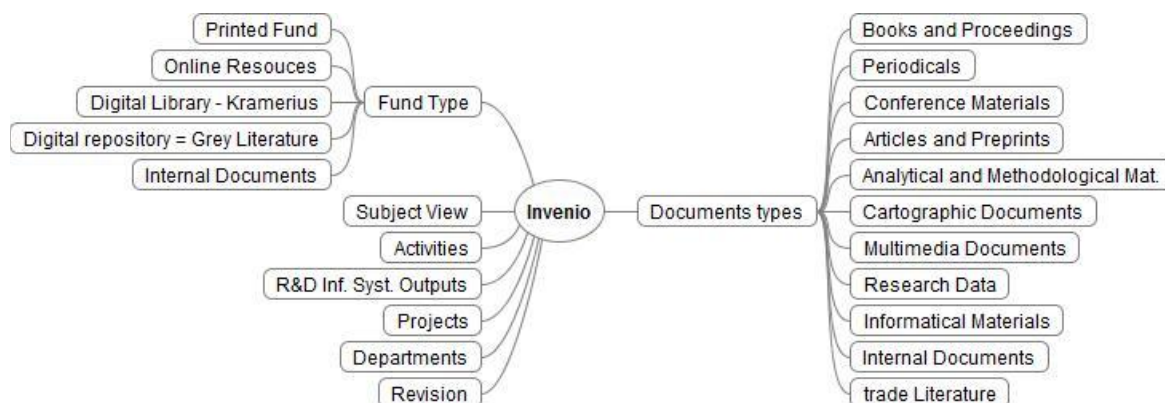 Printed Fund
Online Resouces
Digital Library - Kramerius
Digital repository = Grey Literature
Internal Documents
Fund Type
Subject View
Activities
R&D Inf. Syst. Outputs
Projects
Departments
Revision
Invenio
Documents types
Books and Proceedings
Periodicals
Conference Materials
Articles and Preprints
Analytical and Methodological Mat.
Cartographic Documents
Multimedia Documents
Research Data
Informatical Materials
Internal Documents
trade Literature